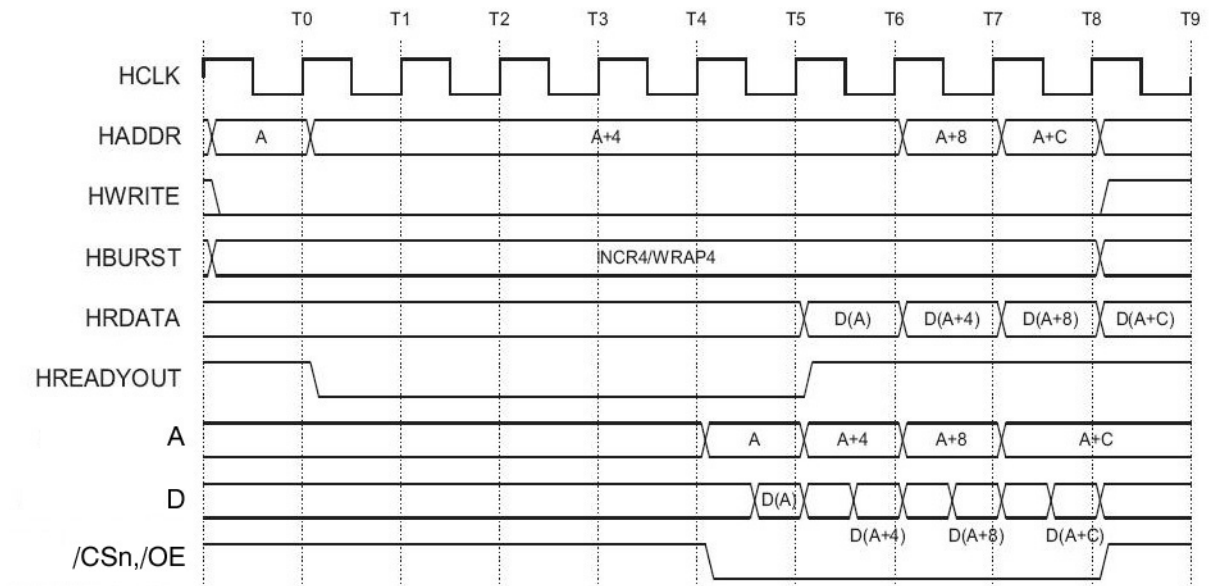 T0 T1 T2 T3 T4 T5 T6 T7 T8 T9
HCLK
HADDR A A+4 A+8 A+C
HWRITE
HBURST INCR4/WRAP4
HRDATA D(A) D(A+4) D(A+8) D(A+C)
HREADYOUT
A A A+4 A+8 A+C
D D(A)
D(A+4) D(A+8) D(A+C)
/CSn,/OE